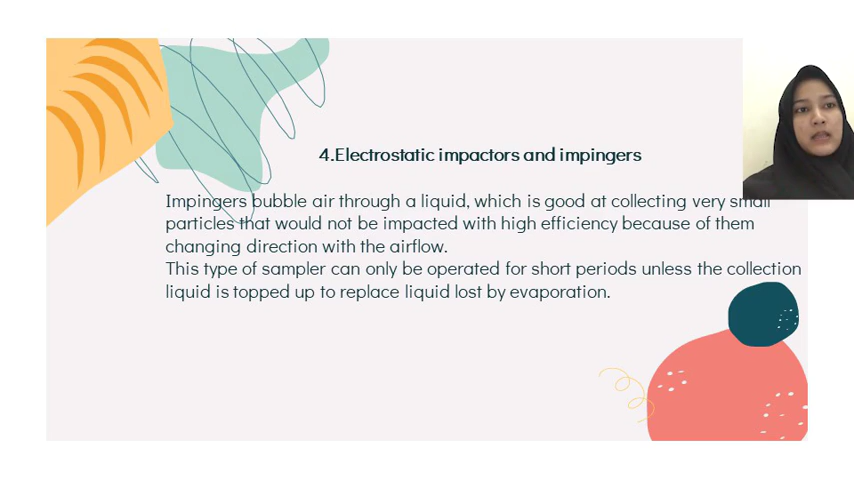 4.Electrostatic impactors and impingers
Impingers bubble air through a liquid, which is good at collecting very small
particles that would not be impacted with high efficiency because of them
changing direction with the airflow.
This type of sampler can only be operated for short periods unless the collection
liquid is topped up to replace liquid lost by evaporation.